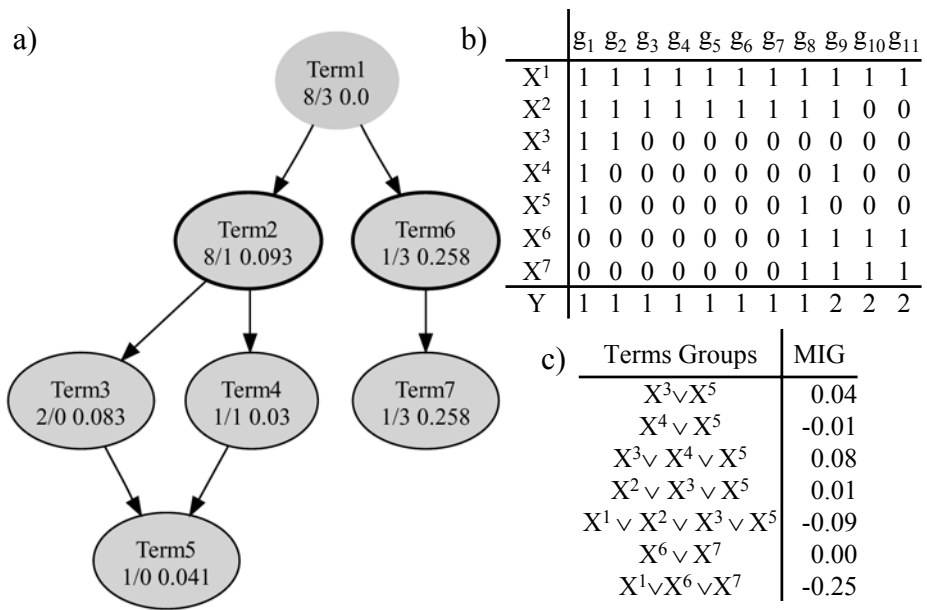 a)
Term1
8/3 0.0
Term2
8/1 0.093
Term6
1/3 0.258
Term3
2/0 0.083
Term4
1/1 0.03
Term7
1/3 0.258
Term5
1/0 0.041
b)
g₁ g₂ g₃ g₄ g₅ g₆ g₇ g₈ g₉ g₁₀ g₁₁
X¹ 1 1 1 1 1 1 1 1 1 1 1
X² 1 1 1 1 1 1 1 1 1 0 0
X³ 1 1 0 0 0 0 0 0 0 0 0
X⁴ 1 0 0 0 0 0 0 0 1 0 0
X⁵ 1 0 0 0 0 0 0 1 0 0 0
X⁶ 0 0 0 0 0 0 0 1 1 1 1
X⁷ 0 0 0 0 0 0 0 1 1 1 1
Y 1 1 1 1 1 1 1 1 2 2 2
c)
Terms Groups MIG
X³∨X⁵ 0.04
X⁴ ∨ X⁵ -0.01
X³∨ X⁴ ∨ X⁵ 0.08
X² ∨ X³ ∨ X⁵ 0.01
X¹ ∨ X² ∨ X³ ∨ X⁵ -0.09
X⁶ ∨ X⁷ 0.00
X¹∨X⁶ ∨X⁷ -0.25